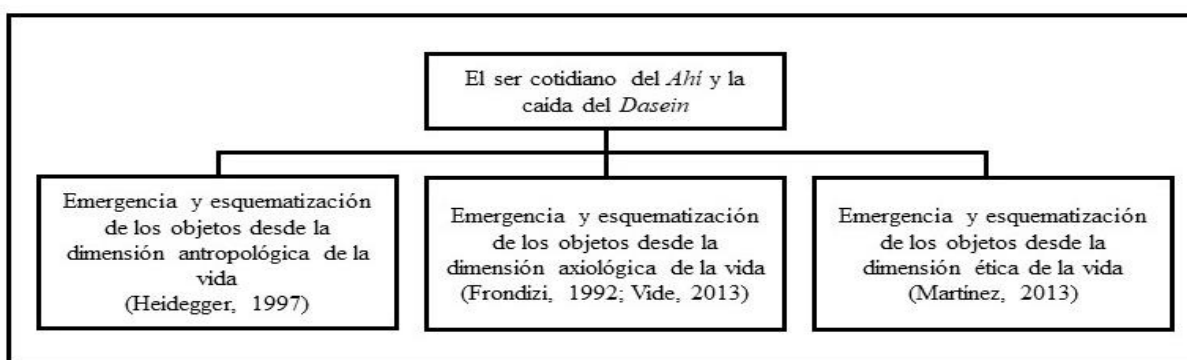 El ser cotidiano del Ahí y la
caida del Dasein
Emergencia y esquematización
de los objetos desde la
dimensión antropológica de la
vida
(Heidegger, 1997)
Emergencia y esquematización
de los objetos desde la
dimensión axiológica de la vida
(Frondizi, 1992; Vide, 2013)
Emergencia y esquematización
de los objetos desde la
dimensión ética de la vida
(Martínez, 2013)